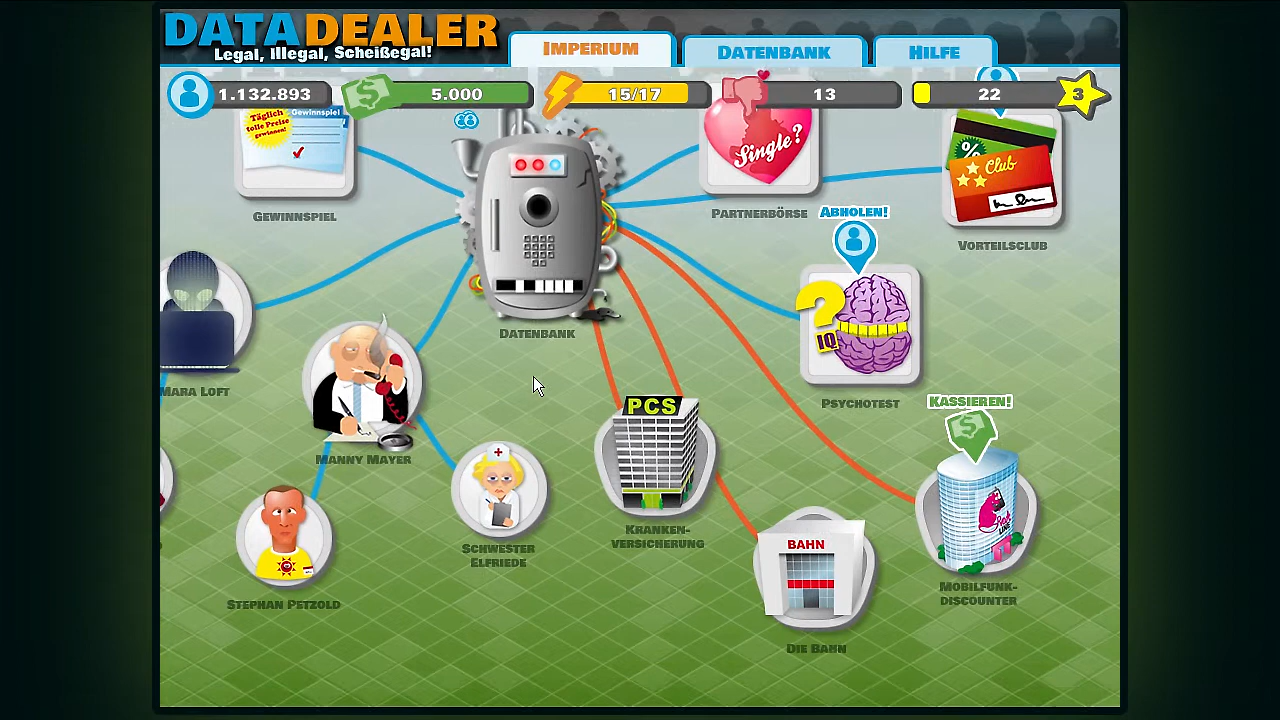 DATADEALER
Legal, Illegal, Scheißegal!
IMPERIUM
DATENBANK
HILFE
1.132.893
5.000
15/17
13
22
3
Täglich
tolle Preise
gewinnen!
Gewinnspiel
GEWINNSPIEL
Single?
PARTNERBÖRSE
%
Club
VORTEILSCLUB
ABHOLEN!
DATENBANK
?
IQ
PSYCHOTEST
MARA LOFT
MANNY MAYER
KASSIEREN!
PCS
KRANKEN-
VERSICHERUNG
SCHWESTER
ELFRIEDE
STEPHAN PETZOLD
BAHN
DIE BAHN
MOBILFUNK-
DISCOUNTER